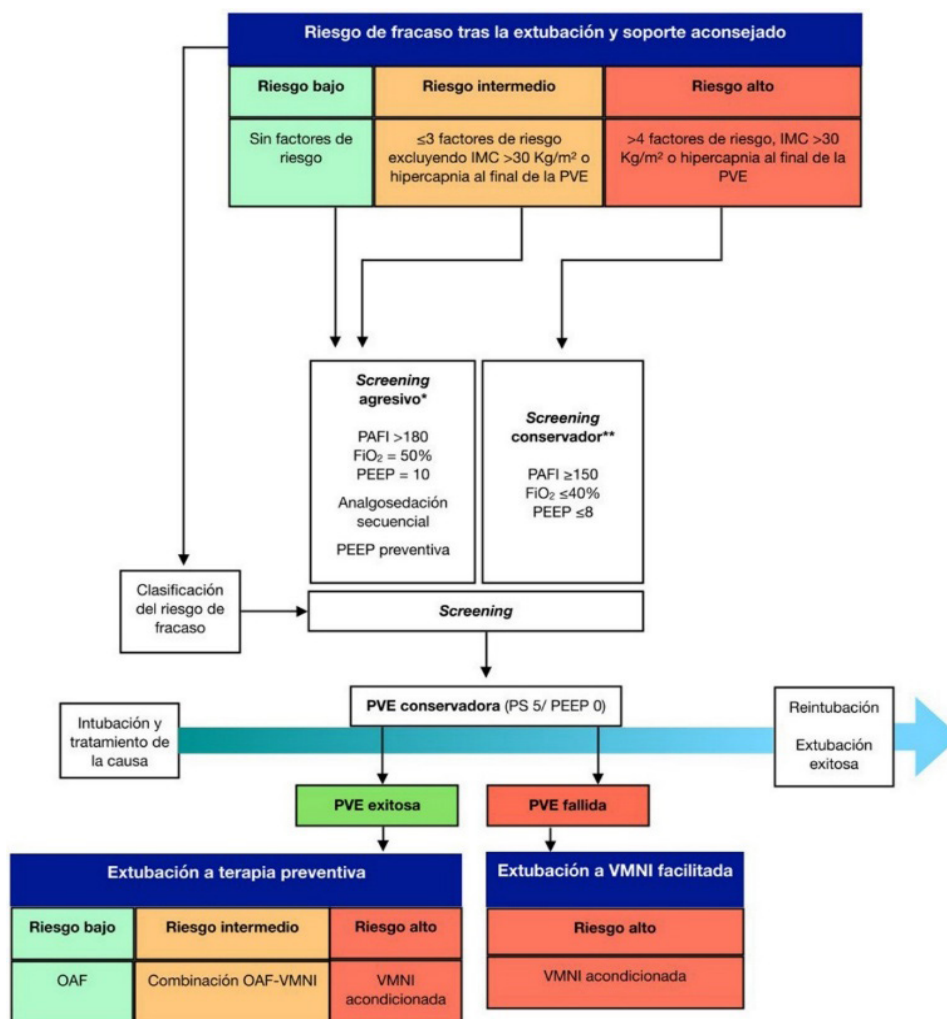 Riesgo de fracaso tras la extubación y soporte aconsejado
Riesgo bajo
Riesgo intermedio
Riesgo alto
Sin factores de
riesgo
≤3 factores de riesgo
excluyendo IMC >30 Kg/m² o
hipercapnia al final de la PVE
>4 factores de riesgo, IMC >30
Kg/m² o hipercapnia al final de la
PVE
Screening
agresivo*
PAFI >180
FiO₂ = 50%
PEEP = 10
Analgosedación
secuencial
PEEP preventiva
Screening
conservador**
PAFI ≥150
FiO₂ ≤40%
PEEP ≤8
Clasificación
del riesgo de
fracaso
Screening
PVE conservadora (PS 5/ PEEP 0)
Intubación y
tratamiento de
la causa
Reintubación
Extubación
exitosa
PVE exitosa
PVE fallida
Extubación a terapia preventiva
Riesgo bajo
Riesgo intermedio
Riesgo alto
OAF
Combinación OAF-VMNI
VMNI
acondicionada
Extubación a VMNI facilitada
Riesgo alto
VMNI acondicionada